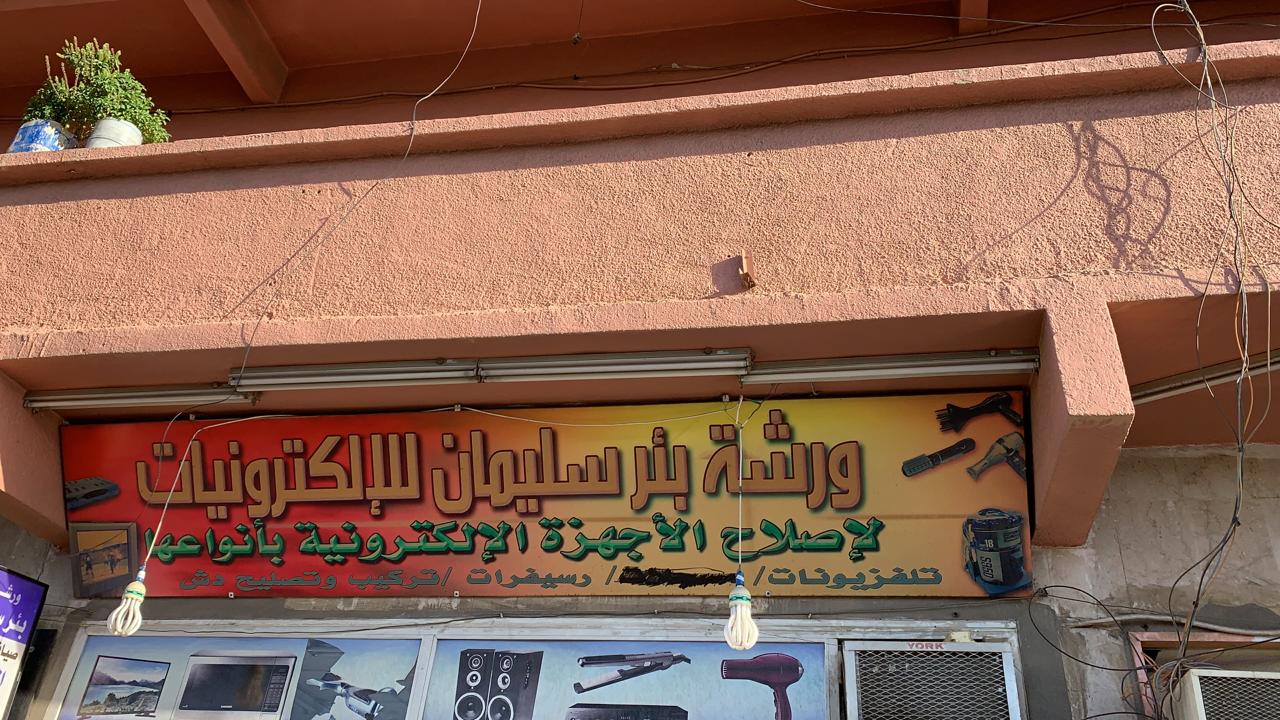 ورشة بئر سليمان للإلكترونيات
لإصلاح الأجهزة الإلكترونية بأنواعها
تلفزيونات/ / رسيفرات /تركيب وتصليح دش
YORK